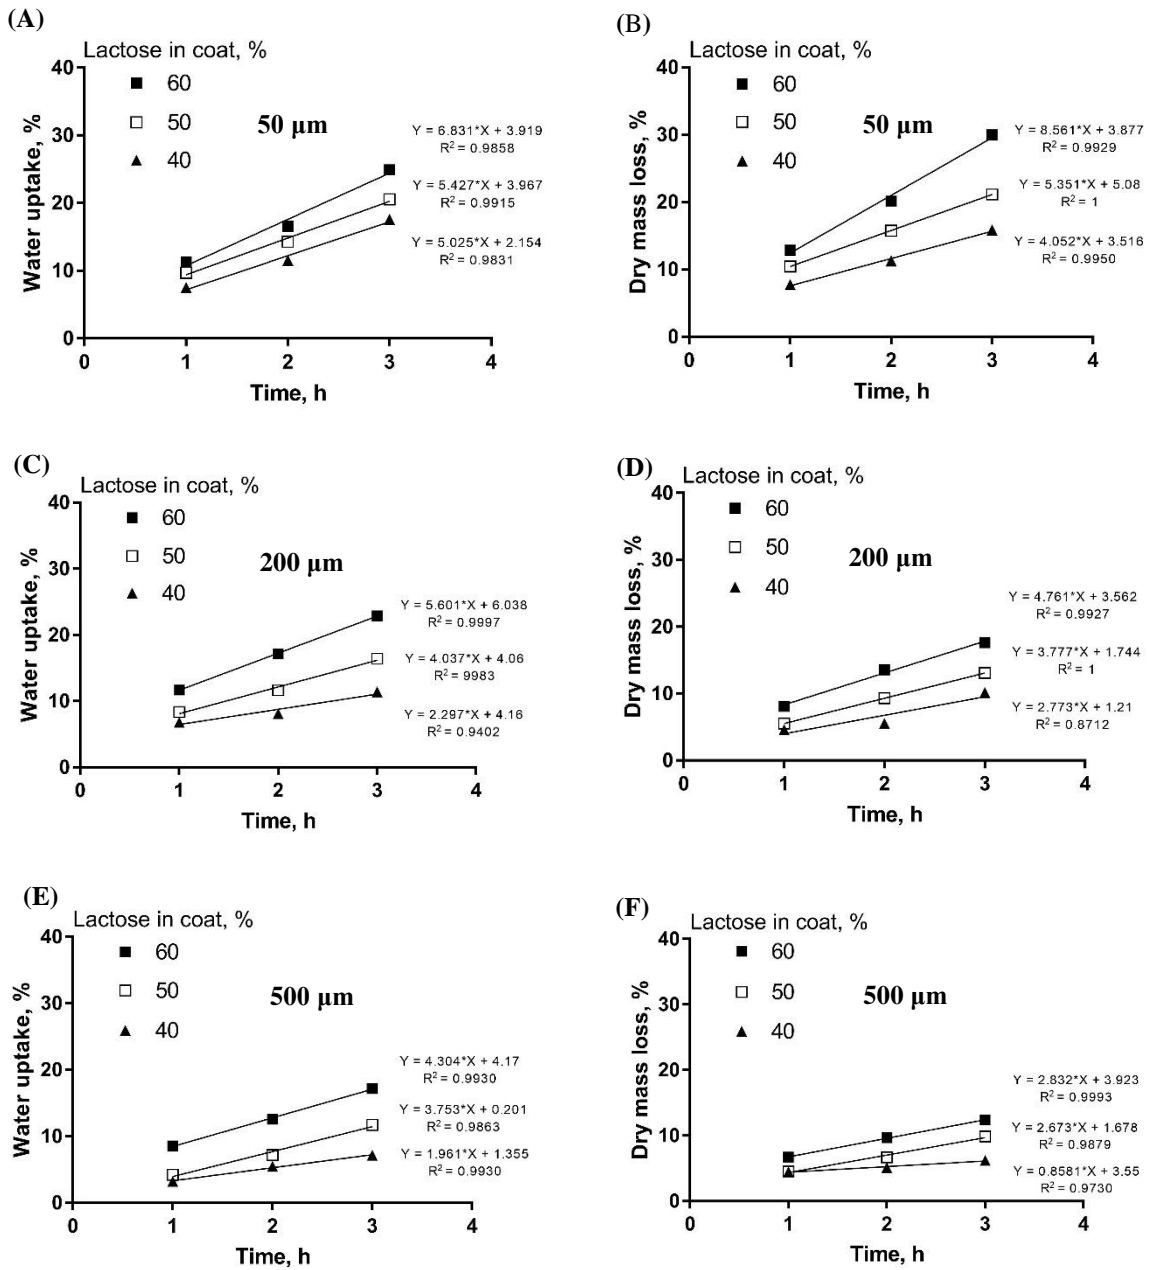 (A)
Lactose in coat, %
60
50
40
50 µm
Water uptake, %
40
30
20
10
0
0 1 2 3 4
Time, h
Y = 6.831*X + 3.919
R² = 0.9858
Y = 5.427*X + 3.967
R² = 0.9915
Y = 5.025*X + 2.154
R² = 0.9831
(B)
Lactose in coat, %
60
50
40
50 µm
Dry mass loss, %
40
30
20
10
0
0 1 2 3 4
Time, h
Y = 8.561*X + 3.877
R² = 0.9929
Y = 5.351*X + 5.08
R² = 1
Y = 4.052*X + 3.516
R² = 0.9950
(C)
Lactose in coat, %
60
50
40
200 µm
Water uptake, %
40
30
20
10
0
0 1 2 3 4
Time, h
Y = 5.601*X + 6.038
R² = 0.9997
Y = 4.037*X + 4.06
R² = 9983
Y = 2.297*X + 4.16
R² = 0.9402
(D)
Lactose in coat, %
60
50
40
200 µm
Dry mass loss, %
40
30
20
10
0
0 1 2 3 4
Time, h
Y = 4.761*X + 3.562
R² = 0.9927
Y = 3.777*X + 1.744
R² = 1
Y = 2.773*X + 1.21
R² = 0.8712
(E)
Lactose in coat, %
60
50
40
500 µm
Water uptake, %
40
30
20
10
0
0 1 2 3 4
Time, h
Y = 4.304*X + 4.17
R² = 0.9930
Y = 3.753*X + 0.201
R² = 0.9863
Y = 1.961*X + 1.355
R² = 0.9930
(F)
Lactose in coat, %
60
50
40
500 µm
Dry mass loss, %
40
30
20
10
0
0 1 2 3 4
Time, h
Y = 2.832*X + 3.923
R² = 0.9993
Y = 2.673*X + 1.678
R² = 0.9879
Y = 0.8581*X + 3.55
R² = 0.9730